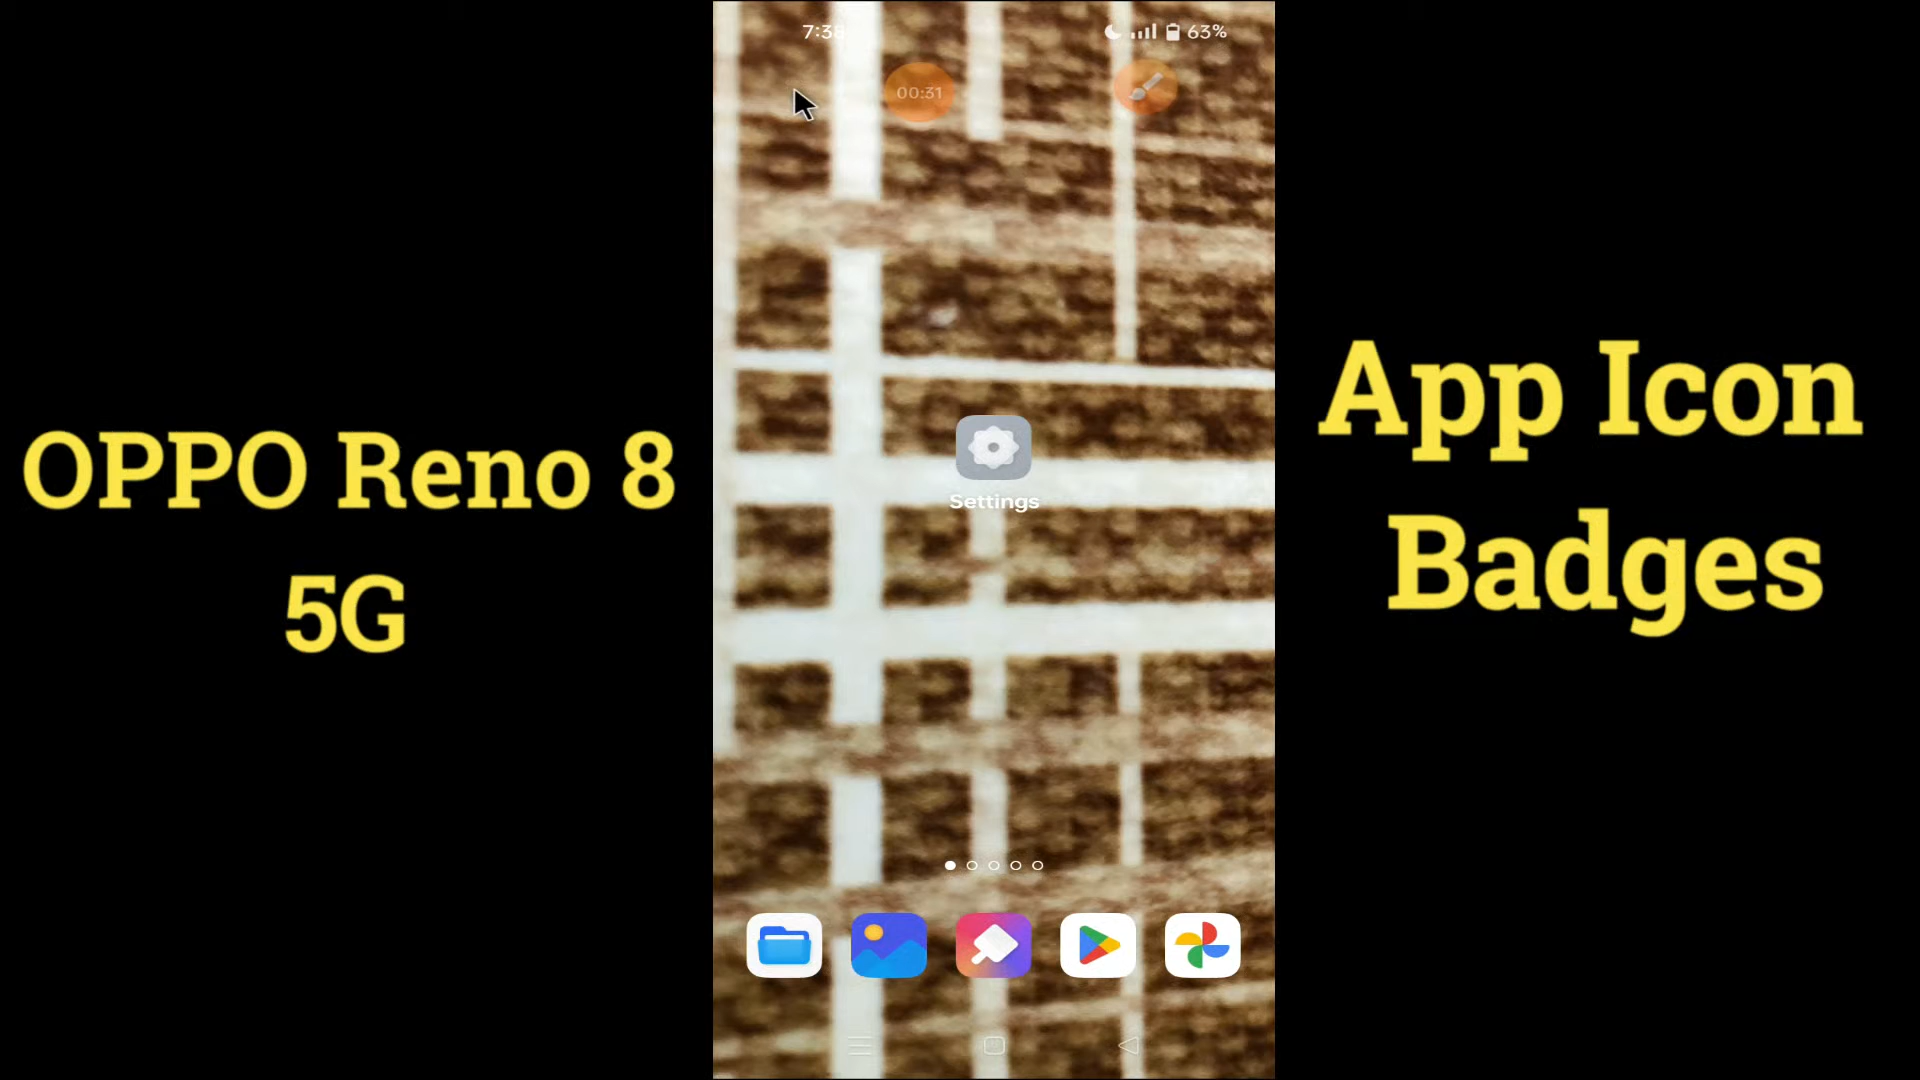 63%
00:31
OPPO Reno 8
5G
App Icon
Badges
Settings